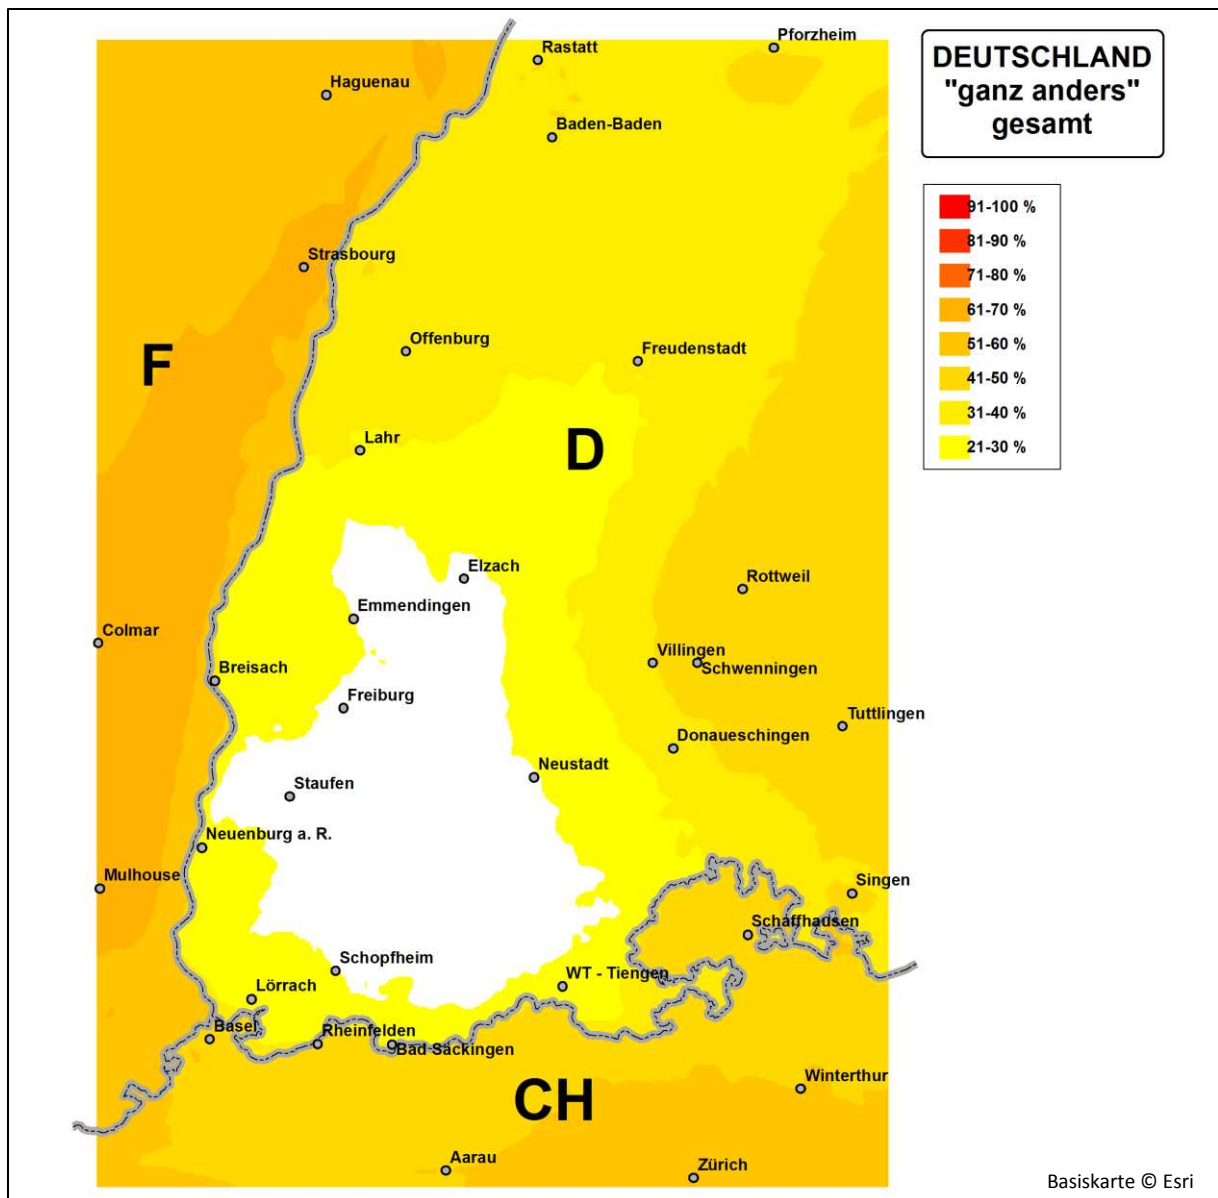 DEUTSCHLAND
"ganz anders"
gesamt
91-100 %
81-90 %
71-80 %
61-70 %
51-60 %
41-50 %
31-40 %
21-30 %
Pforzheim
Rastatt
Haguenau
Baden-Baden
Strasbourg
Offenburg
Freudenstadt
F
Lahr
D
Elzach
Rottweil
Emmendingen
Colmar
Villingen
Schwenningen
Breisach
Freiburg
Tuttlingen
Donaueschingen
Neustadt
Staufen
Neuenburg a. R.
Mulhouse
Singen
Schaffhausen
Schopfheim
WT - Tiengen
Lörrach
Basel
Rheinfelden
Bad Säckingen
Winterthur
CH
Aarau
Zürich
Basiskarte © Esri